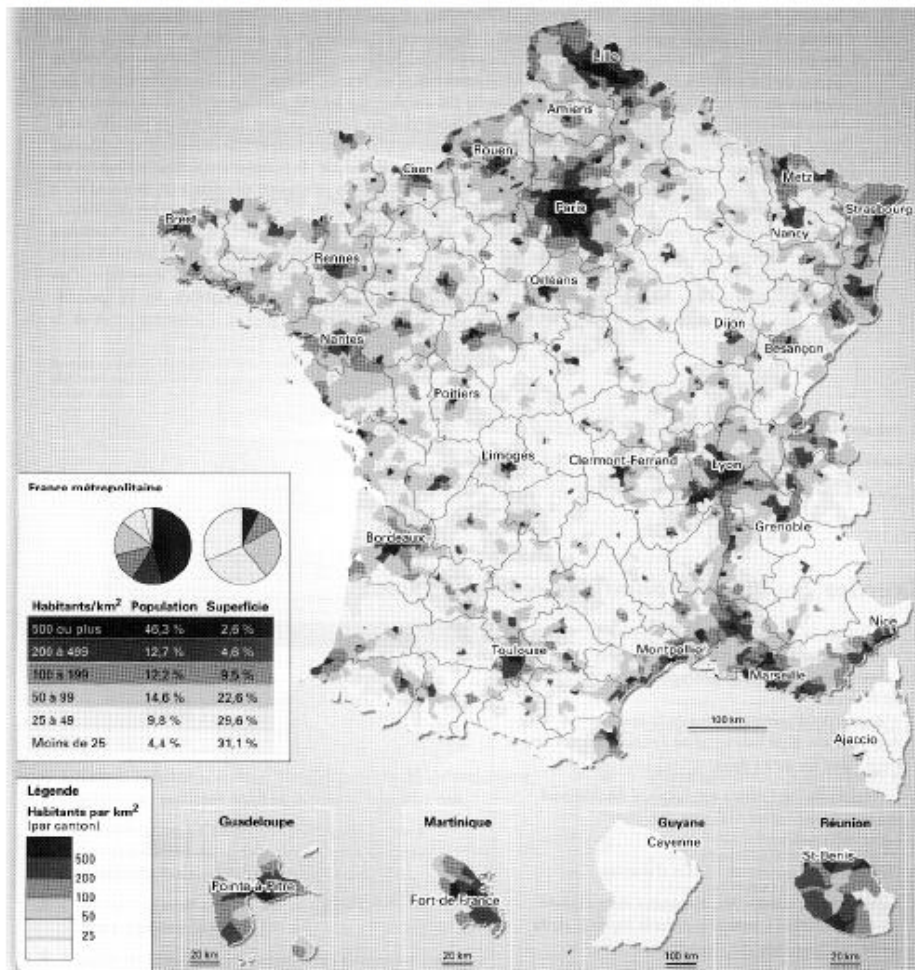 Lille
Amiens
Rouen
Caen
Metz
Paris
Strasbourg
Brest
Nancy
Rennes
Orléans
Nantes
Dijon
Besançon
Poitiers
Limoges
Clermont-Ferrand
Lyon
Grenoble
Bordeaux
Nice
Toulouse
Montpellier
Marseille
100 km
Ajaccio
France métropolitaine
Habitants/km² Population Superficie
500 ou plus 46,3 % 2,6 %
200 à 499 12,7 % 4,6 %
100 à 199 12,2 % 9,5 %
50 à 99 14,6 % 22,6 %
25 à 49 9,8 % 29,6 %
Moins de 25 4,4 % 31,1 %
Légende
Habitants par km²
(par canton)
500
200
100
50
25
Guadeloupe
Pointe-à-Pitre
20 km
Martinique
Fort-de-France
20 km
Guyane
Cayenne
100 km
Réunion
St-Denis
20 km